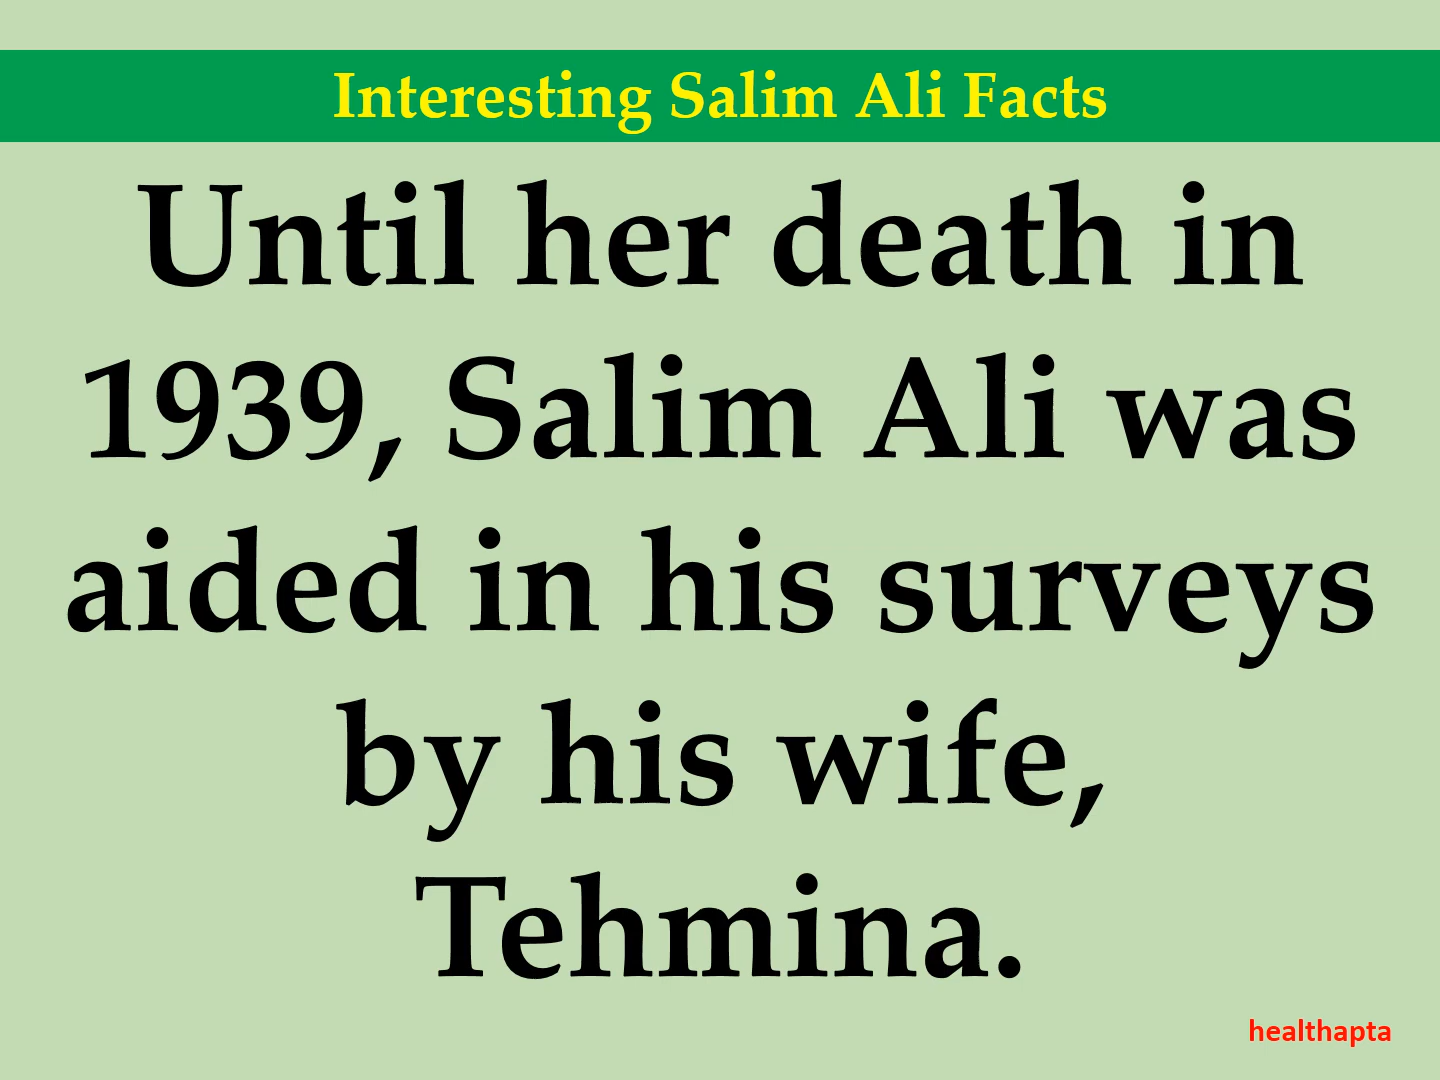 Interesting Salim Ali Facts
Until her death in
1939, Salim Ali was
aided in his surveys
by his wife,
Tehmina.
healthapta